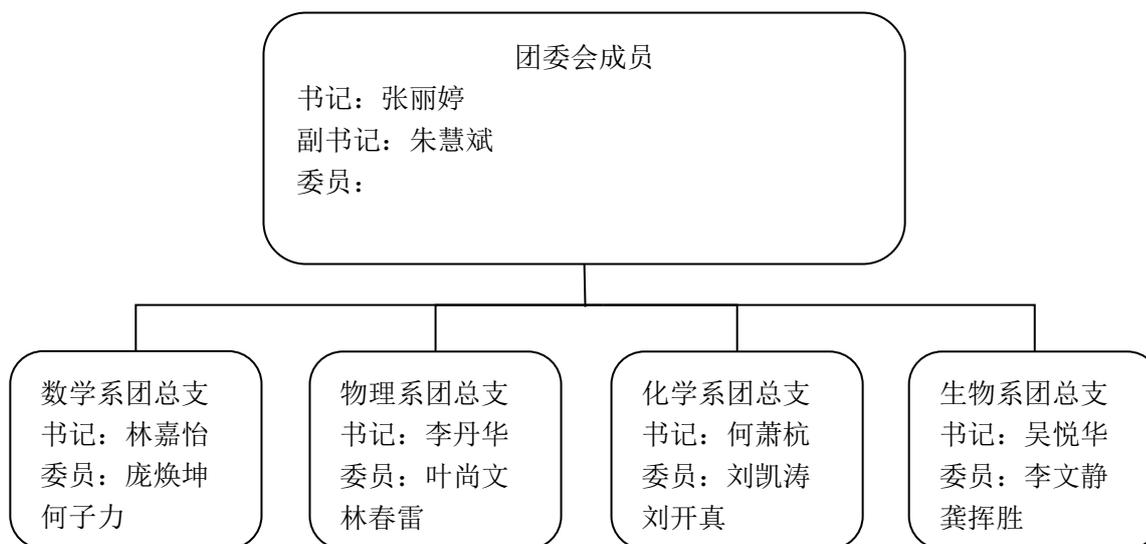 团委会成员
书记：张丽婷
副书记：朱慧斌
委员：
数学系团总支
书记：林嘉怡
委员：庞焕坤
何子力
物理系团总支
书记：李丹华
委员：叶尚文
林春雷
化学系团总支
书记：何萧杭
委员：刘凯涛
刘开真
生物系团总支
书记：吴悦华
委员：李文静
龚挥胜